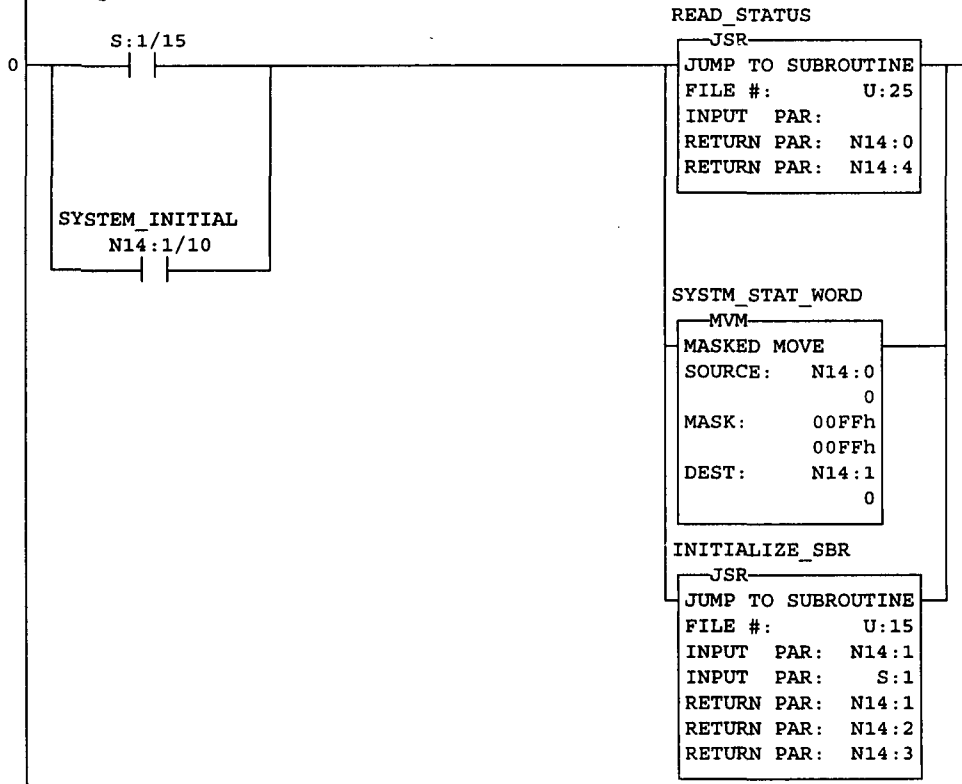 READ_STATUS
S:1/15
JSR
0
JUMP TO SUBROUTINE
FILE #: U:25
INPUT PAR:
RETURN PAR: N14:0
RETURN PAR: N14:4
SYSTEM_INITIAL
N14:1/10
SYSTM_STAT_WORD
MVM
MASKED MOVE
SOURCE: N14:0
0
MASK: 00FFh
00FFh
DEST: N14:1
0
INITIALIZE_SBR
JSR
JUMP TO SUBROUTINE
FILE #: U:15
INPUT PAR: N14:1
INPUT PAR: S:1
RETURN PAR: N14:1
RETURN PAR: N14:2
RETURN PAR: N14:3